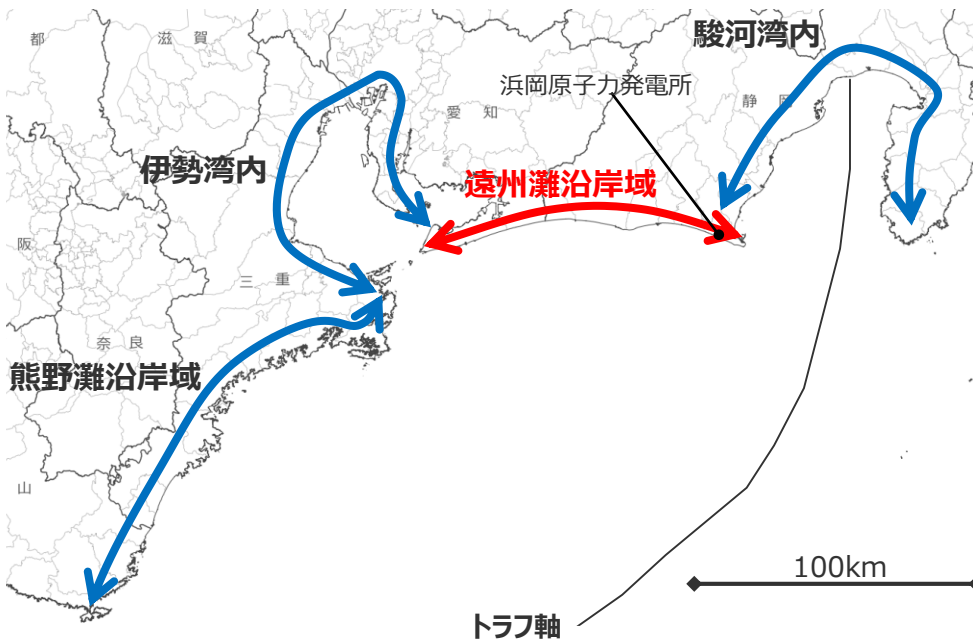 都
滋 賀
駿河湾内
浜岡原子力発電所
愛 知
静 岡
伊勢湾内
遠州灘沿岸域
阪
三 重
奈 良
熊野灘沿岸域
山
100km
トラフ軸